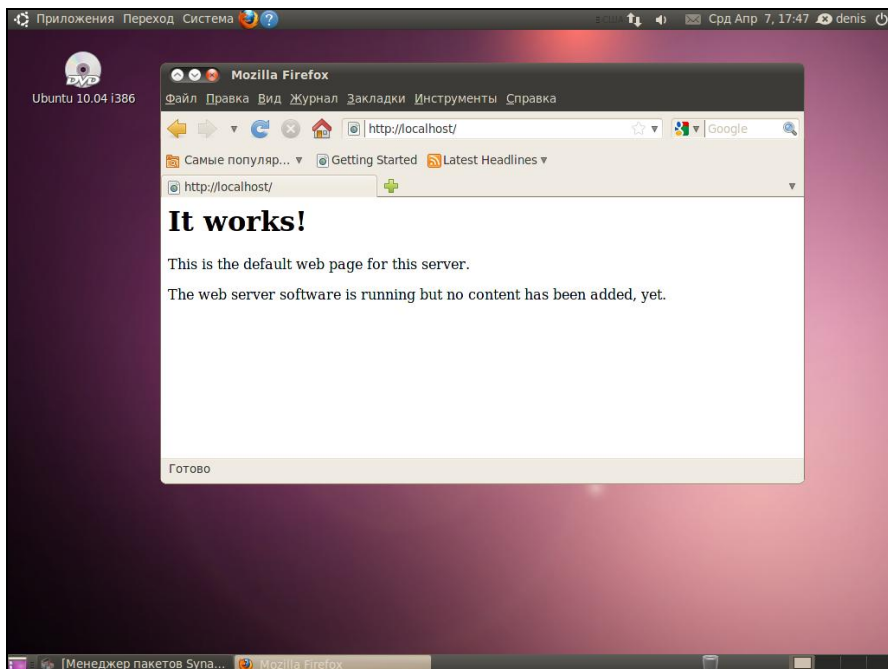 Приложения Переход Система
Срд Апр 7, 17:47 denis
DVD
Ubuntu 10.04 i386
Mozilla Firefox
Файл Правка Вид Журнал Закладки Инструменты Справка
http://localhost/
Google
Самые популяр... Getting Started Latest Headlines
http://localhost/
It works!
This is the default web page for this server.
The web server software is running but no content has been added, yet.
Готово
[Менеджер пакетов Syna... Mozilla Firefox